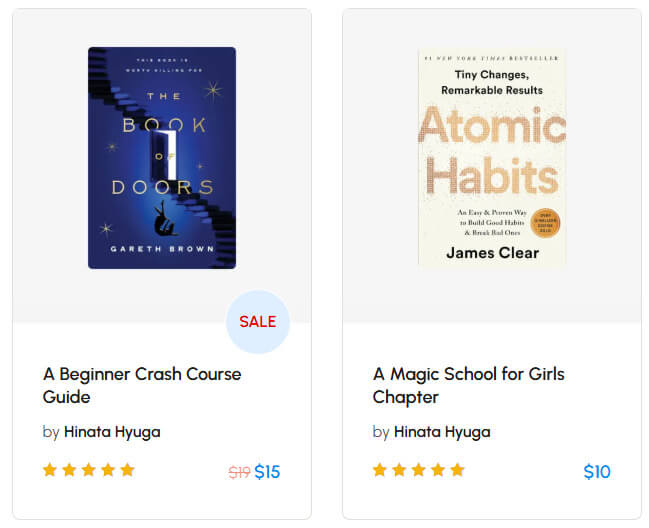 THIS BOOK IS
WORTH KILLING FOR
THE
BOOK
OF
DOORS
GARETH BROWN
SALE
A Beginner Crash Course
Guide
by Hinata Hyuga
$19 $15
#1 NEW YORK TIMES BESTSELLER
Tiny Changes,
Remarkable Results
Atomic
Habits
An Easy & Proven Way
to Build Good Habits
& Break Bad Ones
James Clear
A Magic School for Girls
Chapter
by Hinata Hyuga
$10